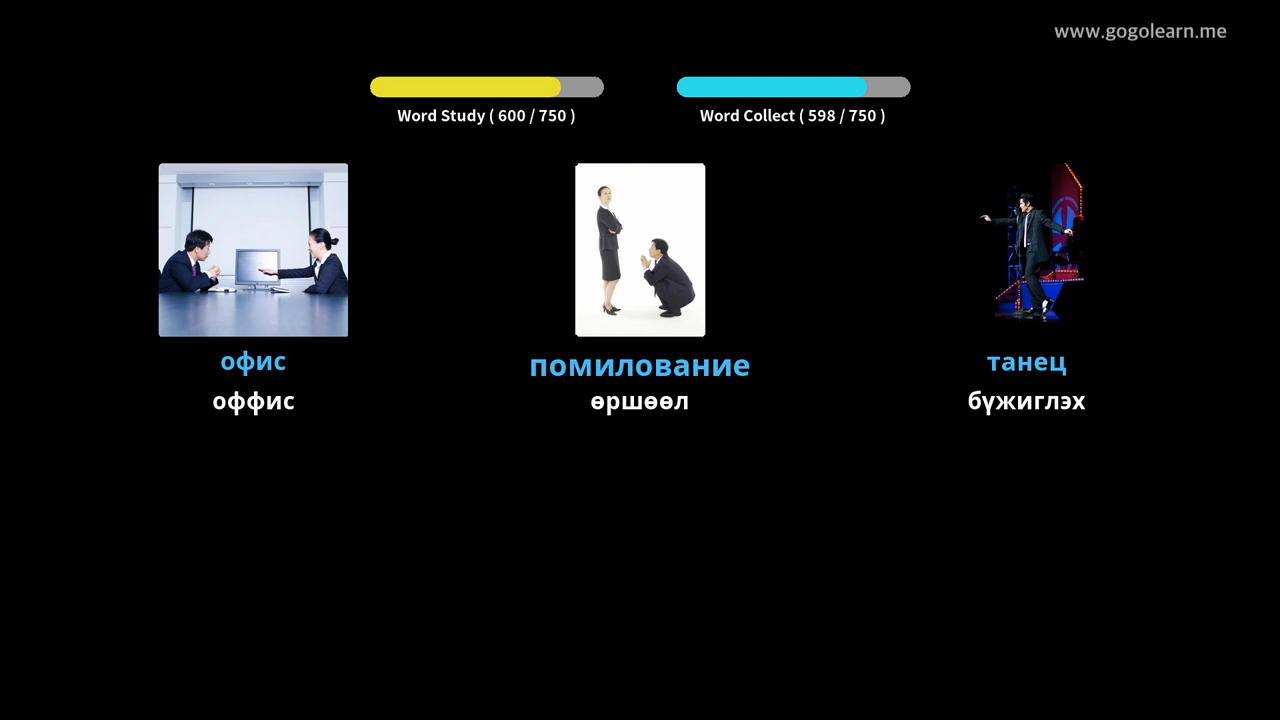 www.gogolearn.me
Word Study ( 600 / 750 )
Word Collect ( 598 / 750 )
офис
помилование
танец
оффис
өршөөл
бүжиглэх